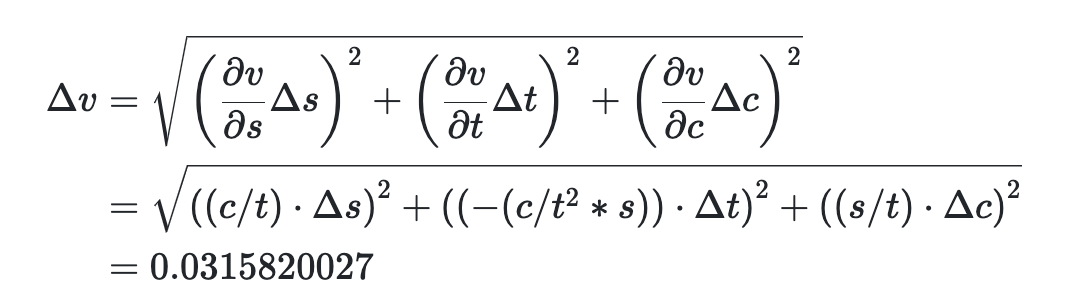 Δv = √((∂v/∂s Δs)² + (∂v/∂t Δt)² + (∂v/∂c Δc)²)
= √(((c/t) · Δs)² + ((−(c/t² * s)) · Δt)² + ((s/t) · Δc)²
= 0.0315820027